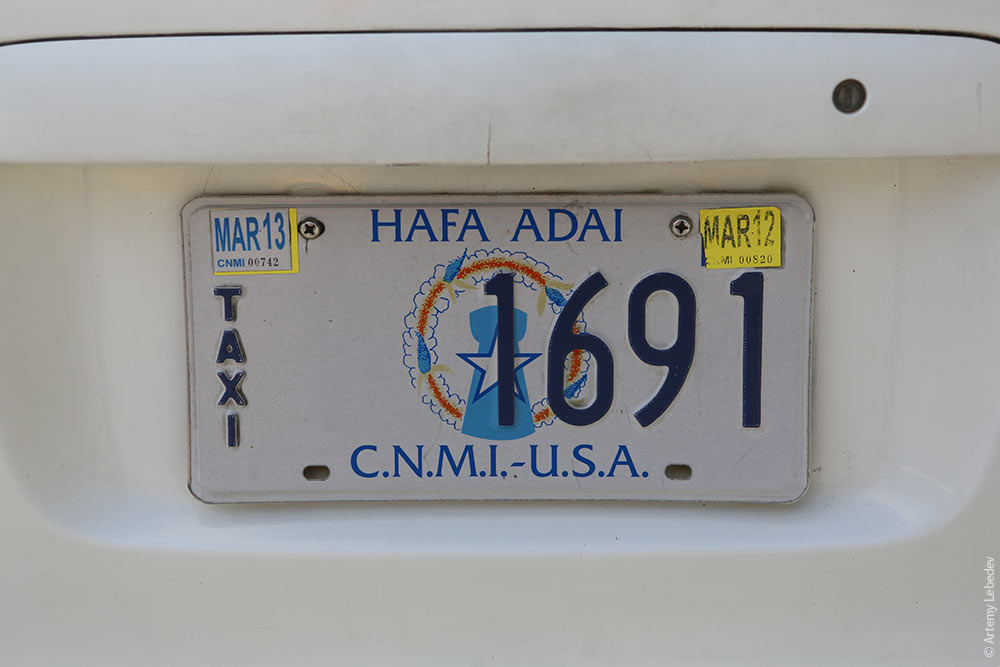 MAR 13
CNMI 00742
HAFA ADAI
MAR 12
CNMI 00820
TAXI
1691
C.N.M.I.-U.S.A.
© Artemy Lebedev